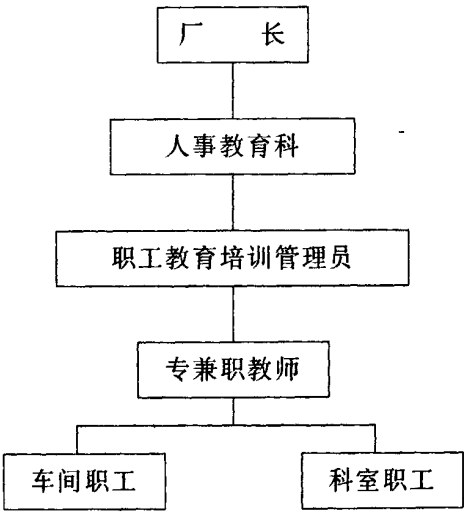 厂 长
人事教育科
职工教育培训管理员
专兼职教师
车间职工
科室职工